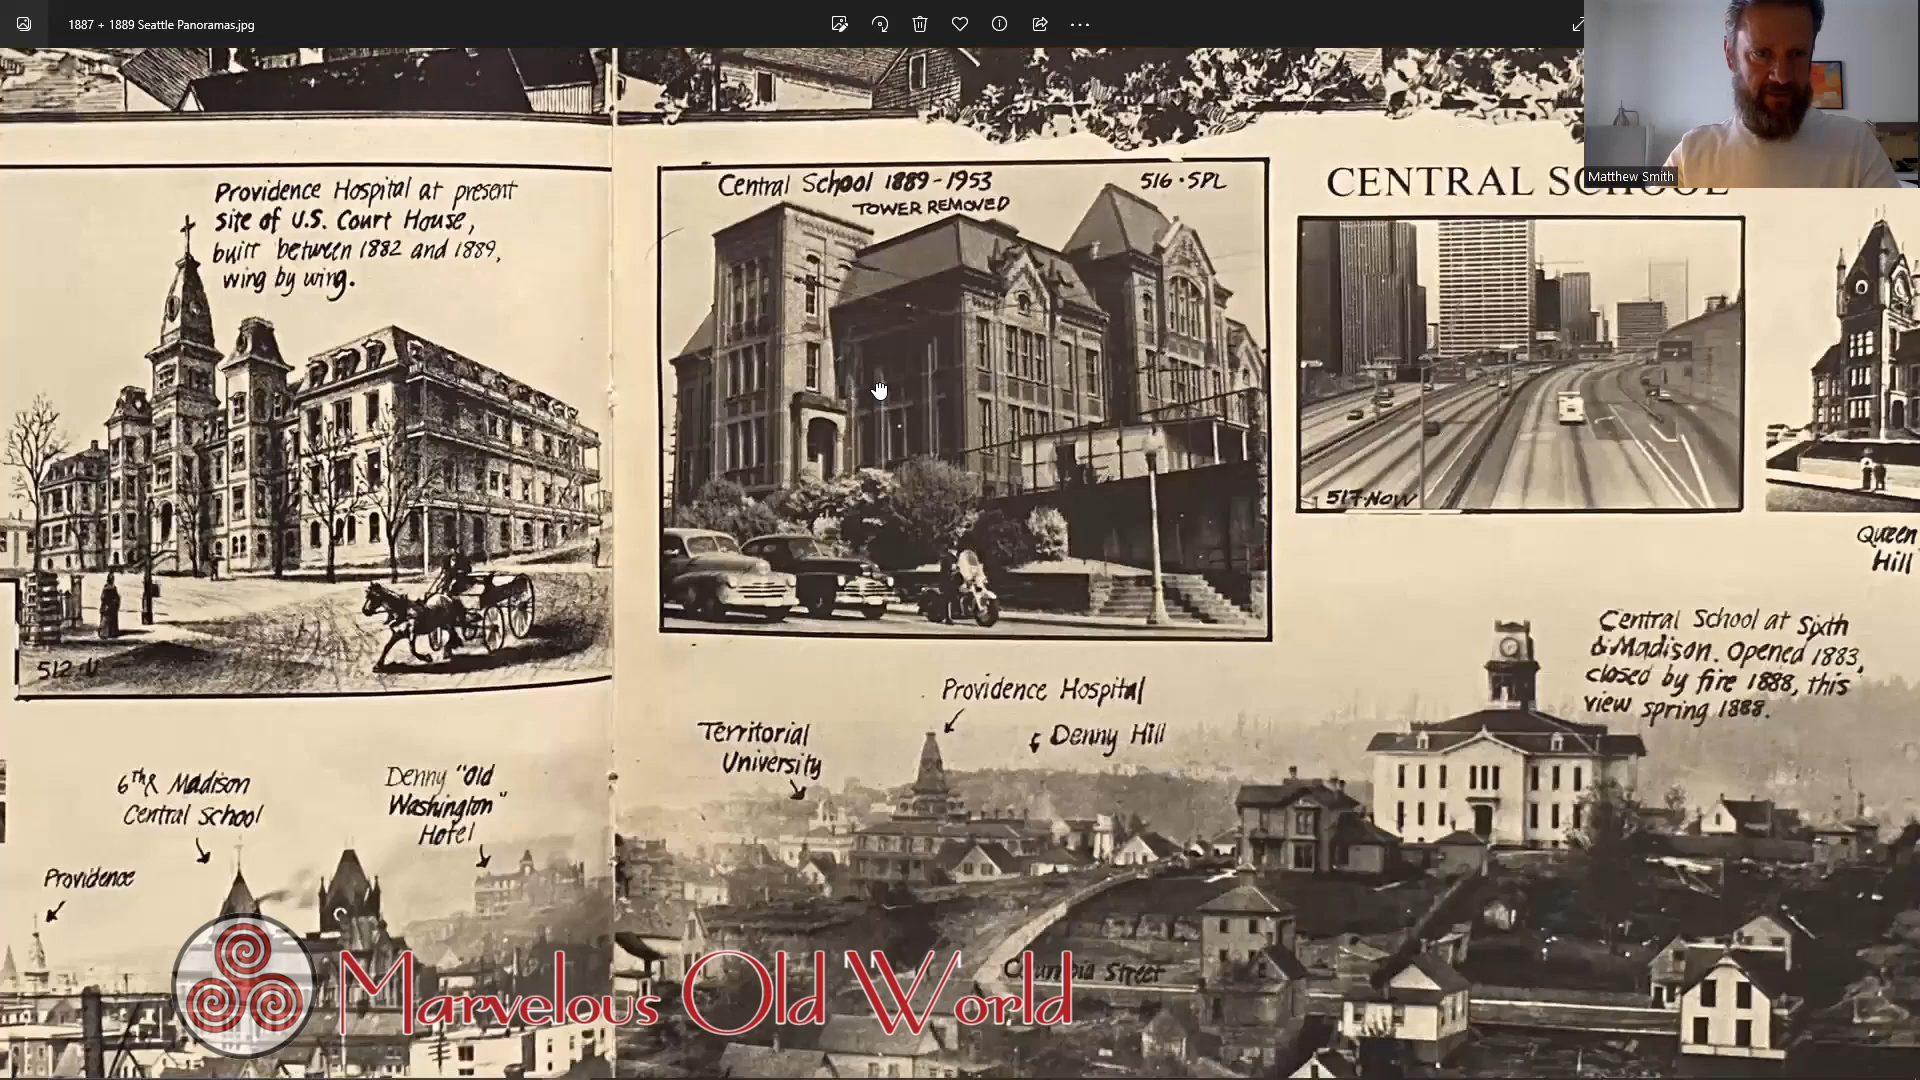 1887 + 1889 Seattle Panoramas.jpg
Matthew Smith
Providence Hospital at present
site of U.S. Court House,
built between 1882 and 1889,
wing by wing.
512.U
Central School 1889-1953
TOWER REMOVED
516.SPL
CENTRAL SCHOOL
517.NOW
Queen
Hill
Central School at Sixth
& Madison. Opened 1883,
closed by fire 1888, this
view spring 1888.
Providence Hospital
Denny Hill
Territorial
University
6th & Madison
Central School
Denny "Old
Washington"
Hotel
Providence
Columbia Street
Marvelous Old World